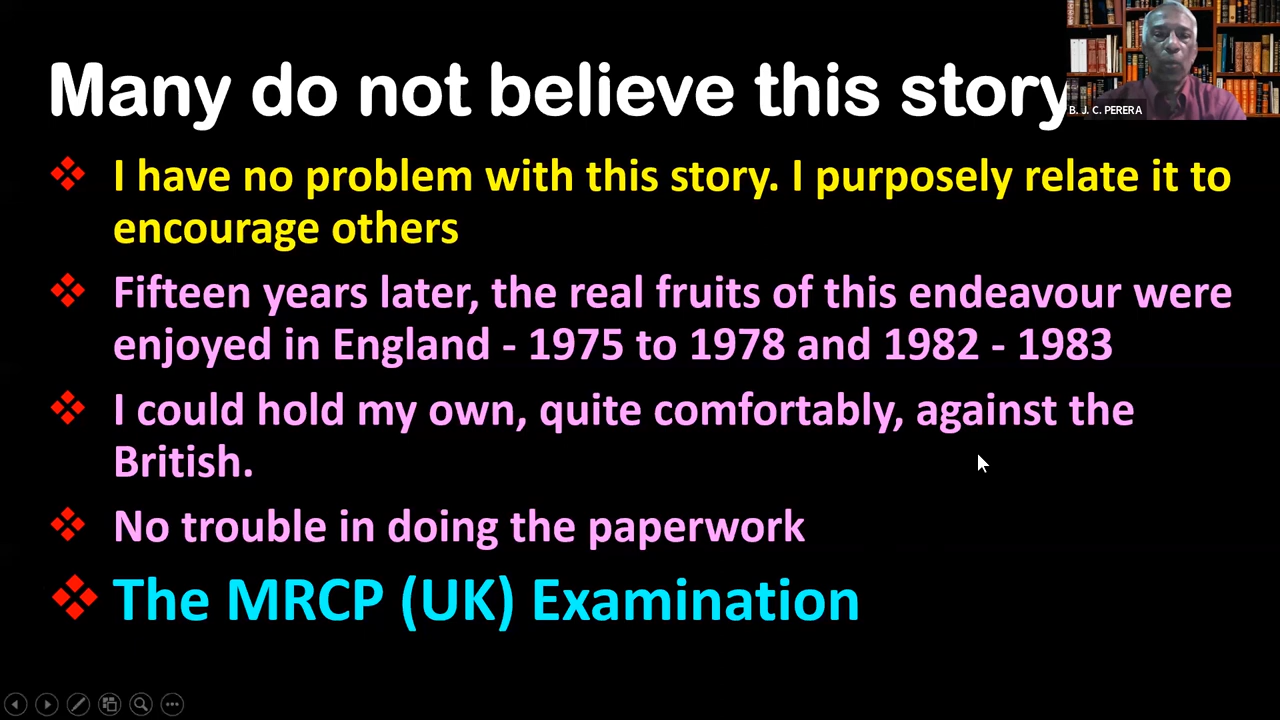 Many do not believe this story
B. J. C. PERERA
I have no problem with this story. I purposely relate it to
encourage others
Fifteen years later, the real fruits of this endeavour were
enjoyed in England - 1975 to 1978 and 1982 - 1983
I could hold my own, quite comfortably, against the
British.
No trouble in doing the paperwork
The MRCP (UK) Examination